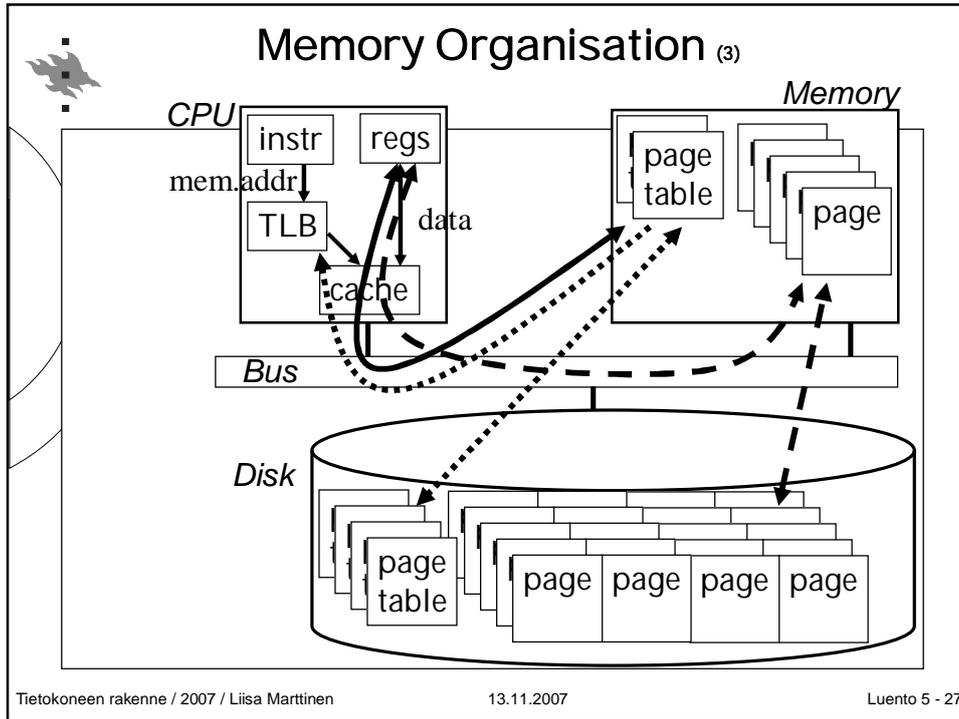 Memory Organisation (3)
CPU
Memory
instr
regs
page
table
mem.addr
TLB
data
page
cache
Bus
Disk
page
table
page
page
page
page
Tietokoneen rakenne / 2007 / Liisa Marttinen
13.11.2007
Luento 5 - 27